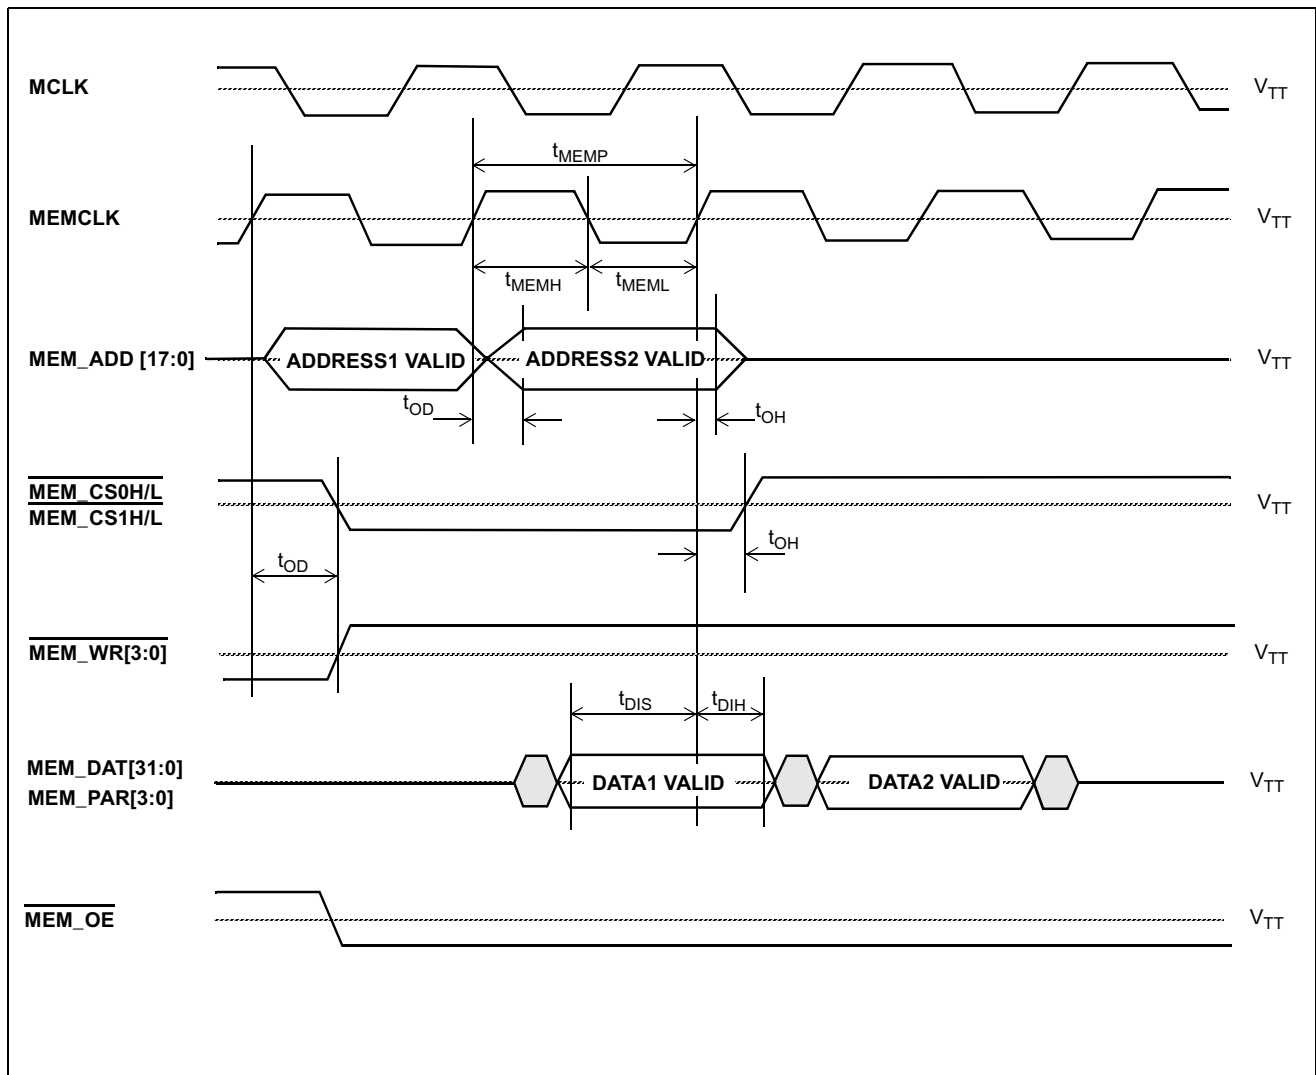 MCLK
VTT
tMEMP
MEMCLK
VTT
tMEMH
tMEML
MEM_ADD [17:0]
ADDRESS1 VALID
ADDRESS2 VALID
VTT
tOD
tOH
MEM_CS0H/L
MEM_CS1H/L
VTT
tOH
tOD
MEM_WR[3:0]
VTT
tDIS
tDIH
MEM_DAT[31:0]
MEM_PAR[3:0]
DATA1 VALID
DATA2 VALID
VTT
MEM_OE
VTT